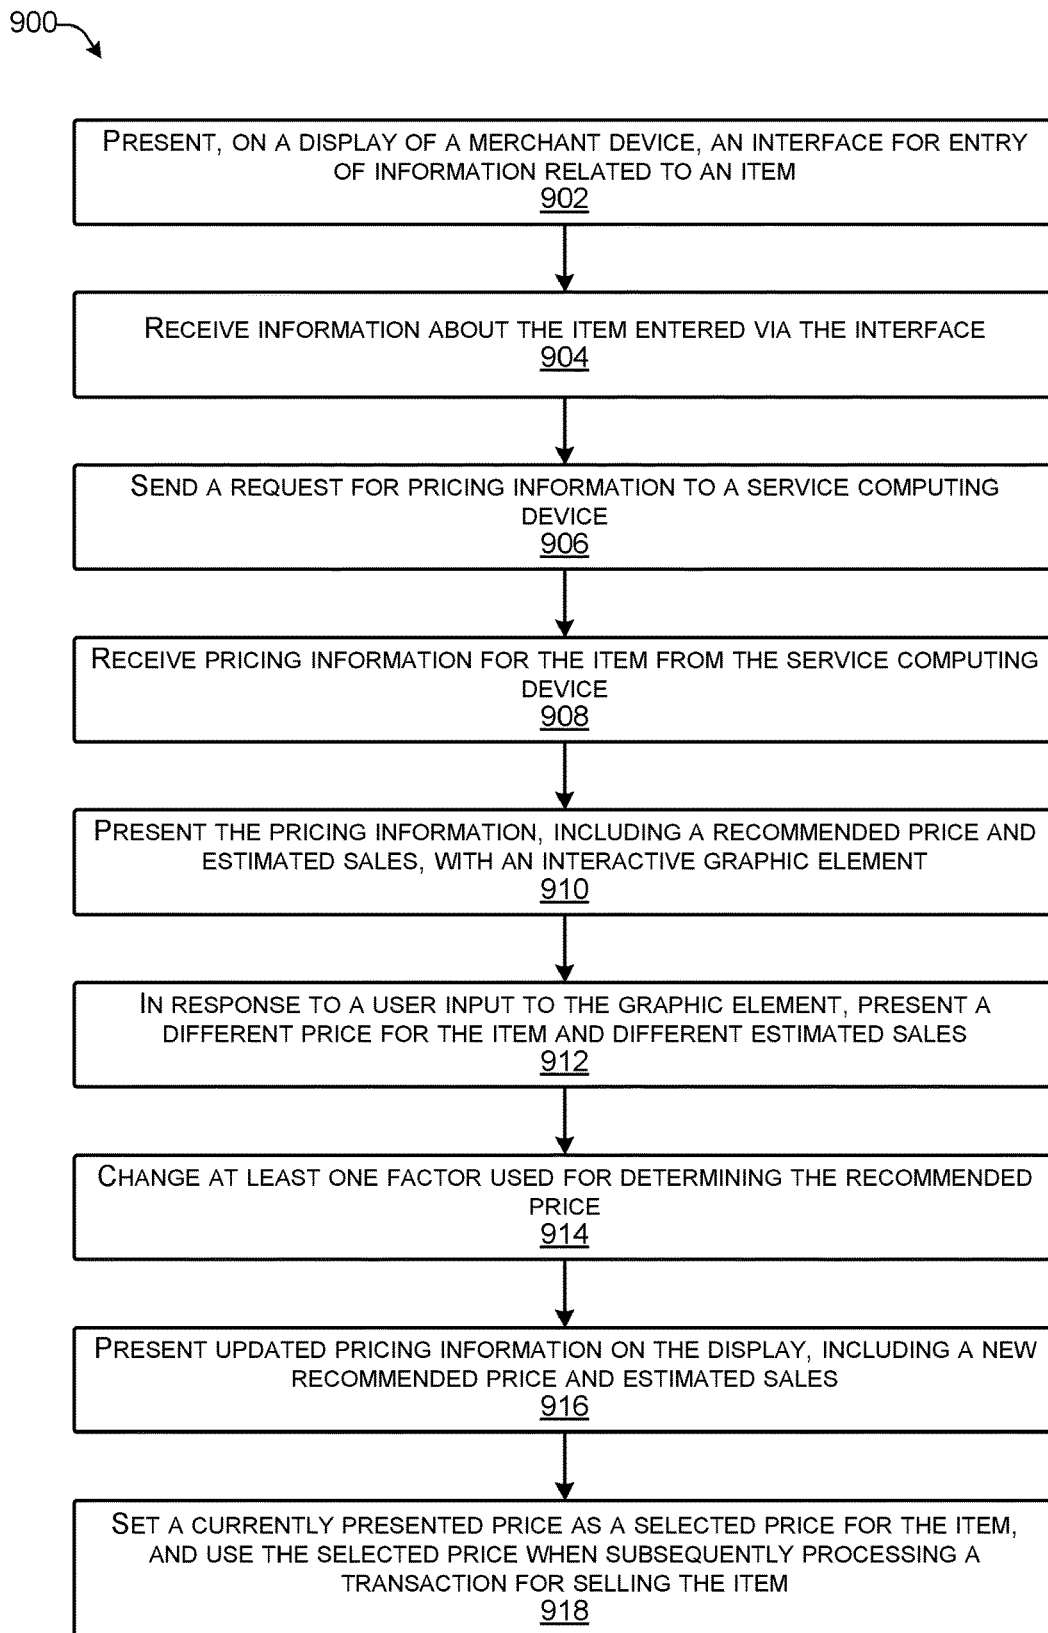 900
PRESENT, ON A DISPLAY OF A MERCHANT DEVICE, AN INTERFACE FOR ENTRY
OF INFORMATION RELATED TO AN ITEM
902
RECEIVE INFORMATION ABOUT THE ITEM ENTERED VIA THE INTERFACE
904
SEND A REQUEST FOR PRICING INFORMATION TO A SERVICE COMPUTING
DEVICE
906
RECEIVE PRICING INFORMATION FOR THE ITEM FROM THE SERVICE COMPUTING
DEVICE
908
PRESENT THE PRICING INFORMATION, INCLUDING A RECOMMENDED PRICE AND
ESTIMATED SALES, WITH AN INTERACTIVE GRAPHIC ELEMENT
910
IN RESPONSE TO A USER INPUT TO THE GRAPHIC ELEMENT, PRESENT A
DIFFERENT PRICE FOR THE ITEM AND DIFFERENT ESTIMATED SALES
912
CHANGE AT LEAST ONE FACTOR USED FOR DETERMINING THE RECOMMENDED
PRICE
914
PRESENT UPDATED PRICING INFORMATION ON THE DISPLAY, INCLUDING A NEW
RECOMMENDED PRICE AND ESTIMATED SALES
916
SET A CURRENTLY PRESENTED PRICE AS A SELECTED PRICE FOR THE ITEM,
AND USE THE SELECTED PRICE WHEN SUBSEQUENTLY PROCESSING A
TRANSACTION FOR SELLING THE ITEM
918